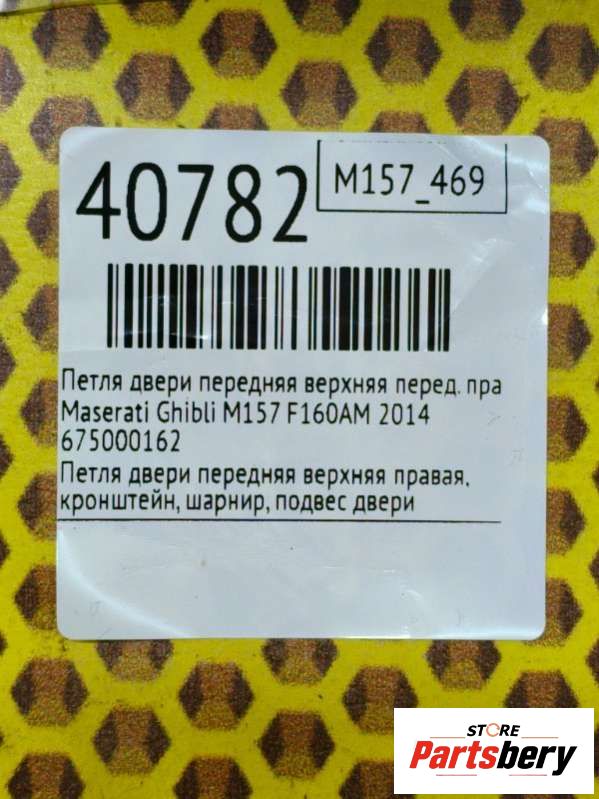 40782
M157_469
Петля двери передняя верхняя перед. пра
Maserati Ghibli M157 F160AM 2014
675000162
Петля двери передняя верхняя правая,
кронштейн, шарнир, подвес двери
STORE
Partsbery